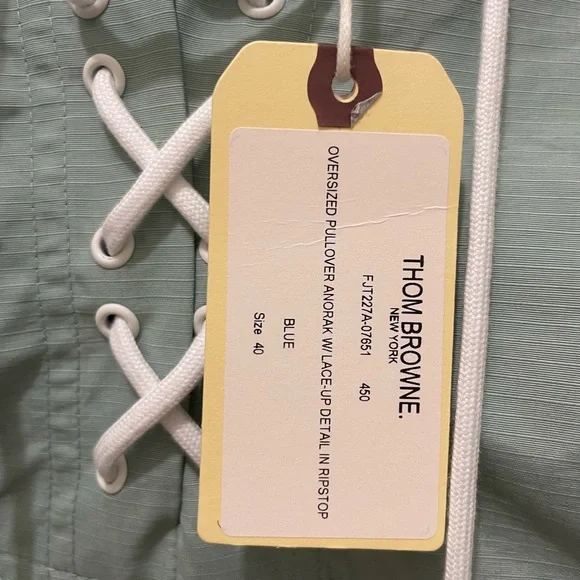 THOM BROWNE.
NEW YORK
FJT227A-07651 450
OVERSIZED PULLOVER ANORAK W/ LACE-UP DETAIL IN RIPSTOP
BLUE
Size 40